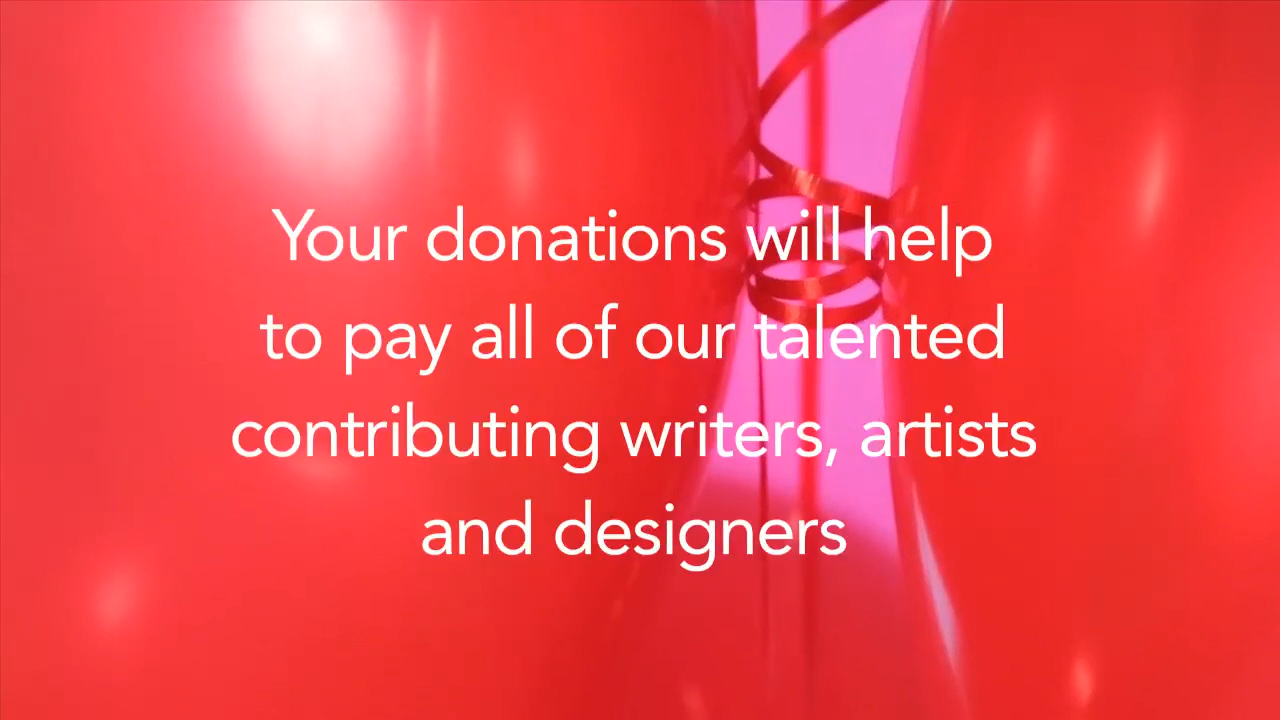 Your donations will help
to pay all of our talented
contributing writers, artists
and designers